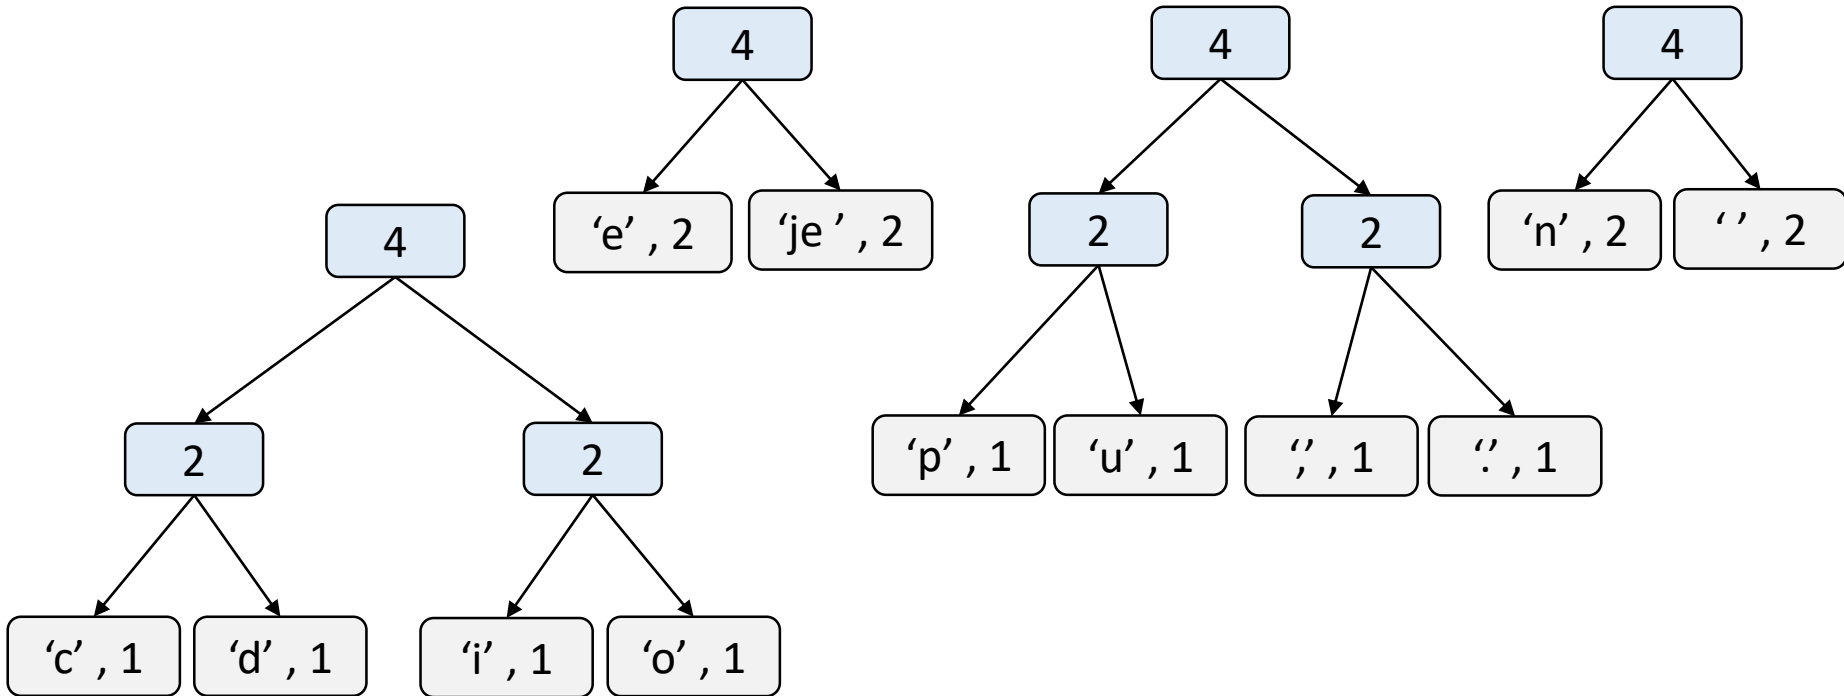 4 4 4
‘e’ , 2 ‘je ’ , 2 2 2 ‘n’ , 2 ‘ ’ , 2
4
2 2 ‘p’ , 1 ‘u’ , 1 ‘,’ , 1 ‘.’ , 1
‘c’ , 1 ‘d’ , 1 ‘i’ , 1 ‘o’ , 1